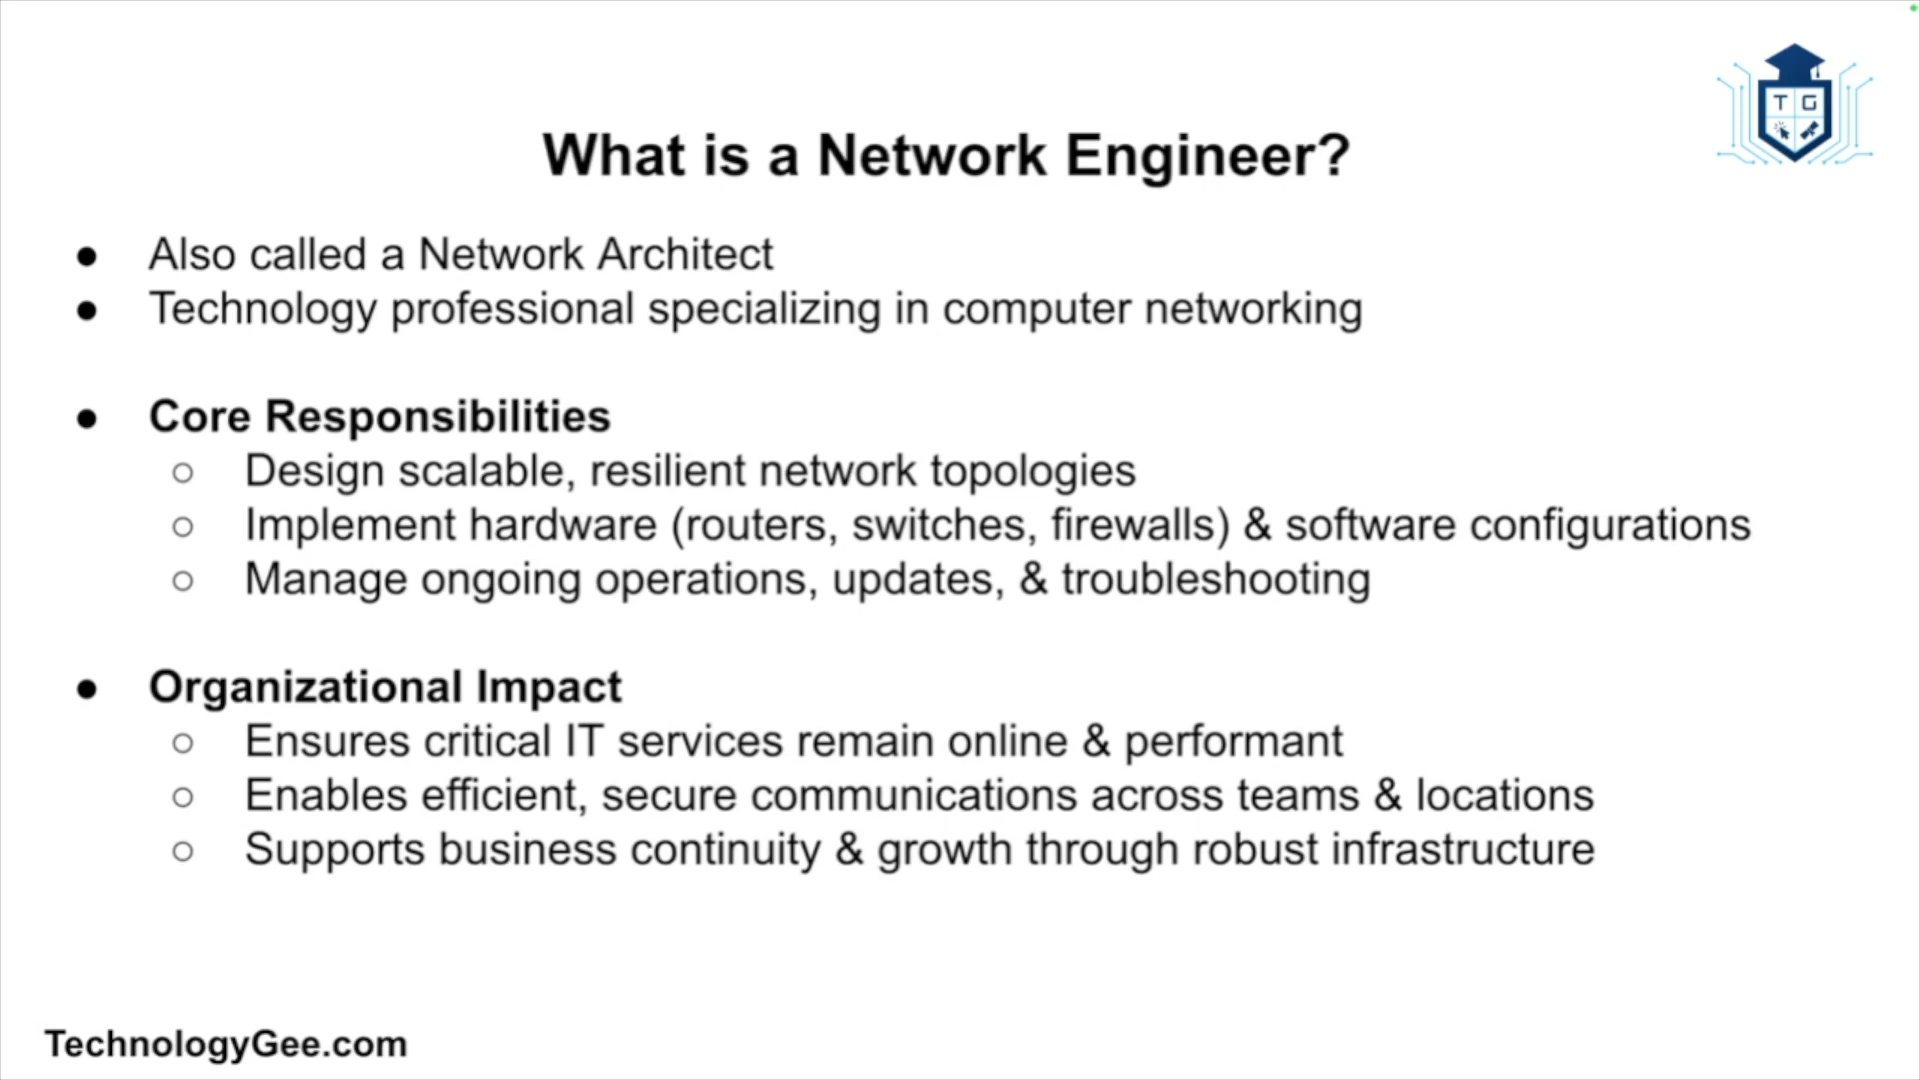 T G
What is a Network Engineer?
● Also called a Network Architect
● Technology professional specializing in computer networking
● Core Responsibilities
○ Design scalable, resilient network topologies
○ Implement hardware (routers, switches, firewalls) & software configurations
○ Manage ongoing operations, updates, & troubleshooting
● Organizational Impact
○ Ensures critical IT services remain online & performant
○ Enables efficient, secure communications across teams & locations
○ Supports business continuity & growth through robust infrastructure
TechnologyGee.com